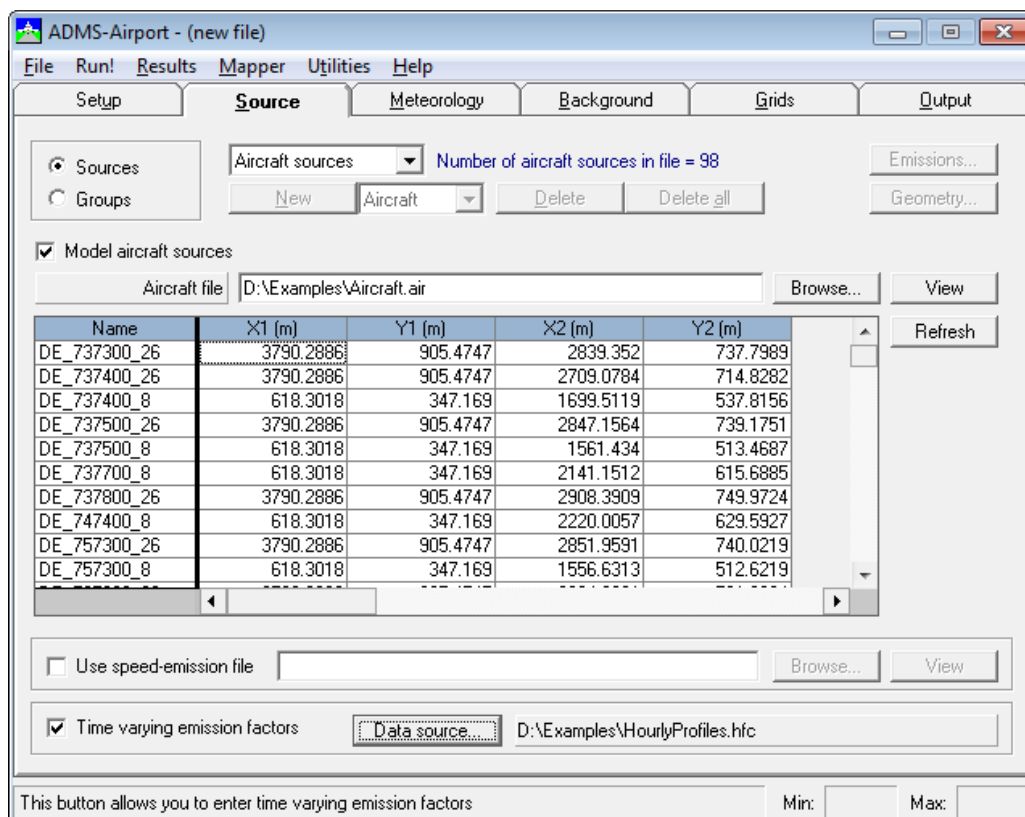 ADMS-Airport - (new file)
File Run! Results Mapper Utilities Help
Setup Source Meteorology Background Grids Output
Sources Aircraft sources Number of aircraft sources in file = 98 Emissions...
Groups New Aircraft Delete Delete all Geometry...
Model aircraft sources
Aircraft file D:\Examples\Aircraft.air Browse... View
Name X1 (m) Y1 (m) X2 (m) Y2 (m) Refresh
DE_737300_26 3790.2886 905.4747 2839.352 737.7989
DE_737400_26 3790.2886 905.4747 2709.0784 714.8282
DE_737400_8 618.3018 347.169 1699.5119 537.8156
DE_737500_26 3790.2886 905.4747 2847.1564 739.1751
DE_737500_8 618.3018 347.169 1561.434 513.4687
DE_737700_8 618.3018 347.169 2141.1512 615.6885
DE_737800_26 3790.2886 905.4747 2908.3909 749.9724
DE_747400_8 618.3018 347.169 2220.0057 629.5927
DE_757300_26 3790.2886 905.4747 2851.9591 740.0219
DE_757300_8 618.3018 347.169 1556.6313 512.6219
Use speed-emission file Browse... View
Time varying emission factors Data source... D:\Examples\HourlyProfiles.hfc
This button allows you to enter time varying emission factors Min: Max: